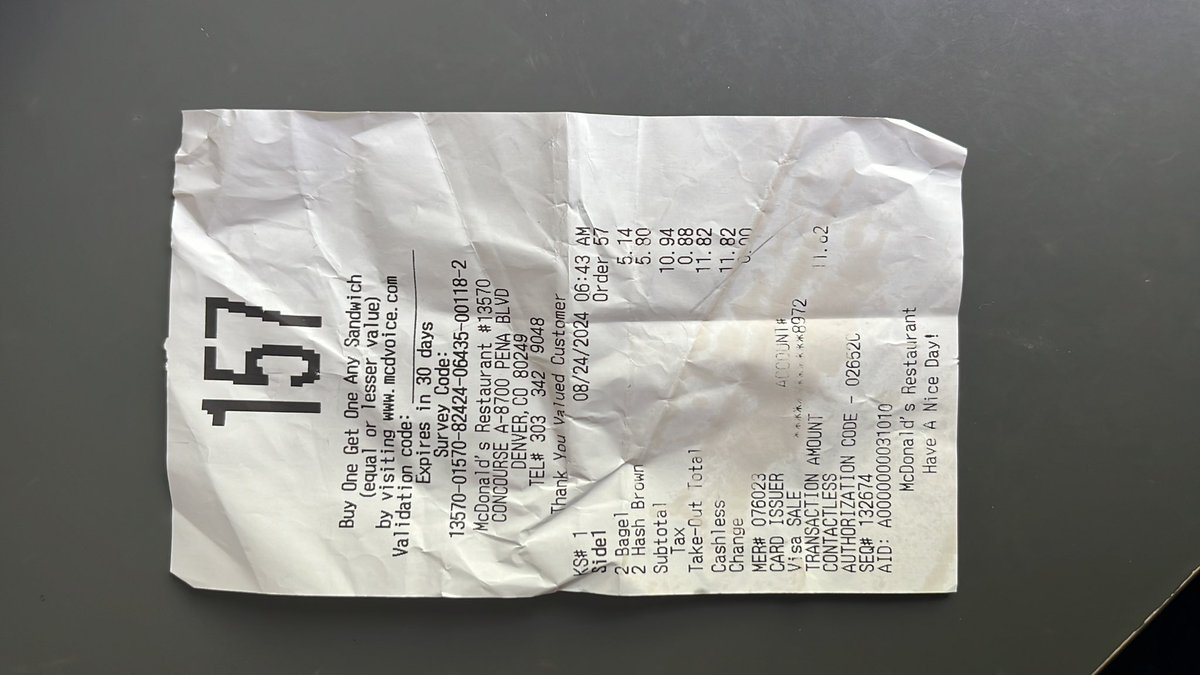 157
Buy One Get One Any Sandwich
(equal or lesser value)
by visiting www.mcdvoice.com
Validation code:
Expires in 30 days
Survey Code:
13570-01570-82424-06435-00118-2
McDonald's Restaurant #13570
CONCOURSE A-8700 PENA BLVD
DENVER, CO 80249
TEL# 303 342 9048
Thank You Valued Customer
KS# 1 08/24/2024 06:43 AM
Side1 Order 57
2 Bagel 5.14
2 Hash Brown 5.80
Subtotal 10.94
Tax 0.88
Take-Out Total 11.82
Cashless 11.82
Change 0.00
MER# 076023
CARD ISSUER ACCOUNT#
Visa SALE 8972
TRANSACTION AMOUNT 11.82
CONTACTLESS
AUTHORIZATION CODE -
SEQ# 132674
AID: A0000000031010
McDonald's Restaurant
Have A Nice Day!